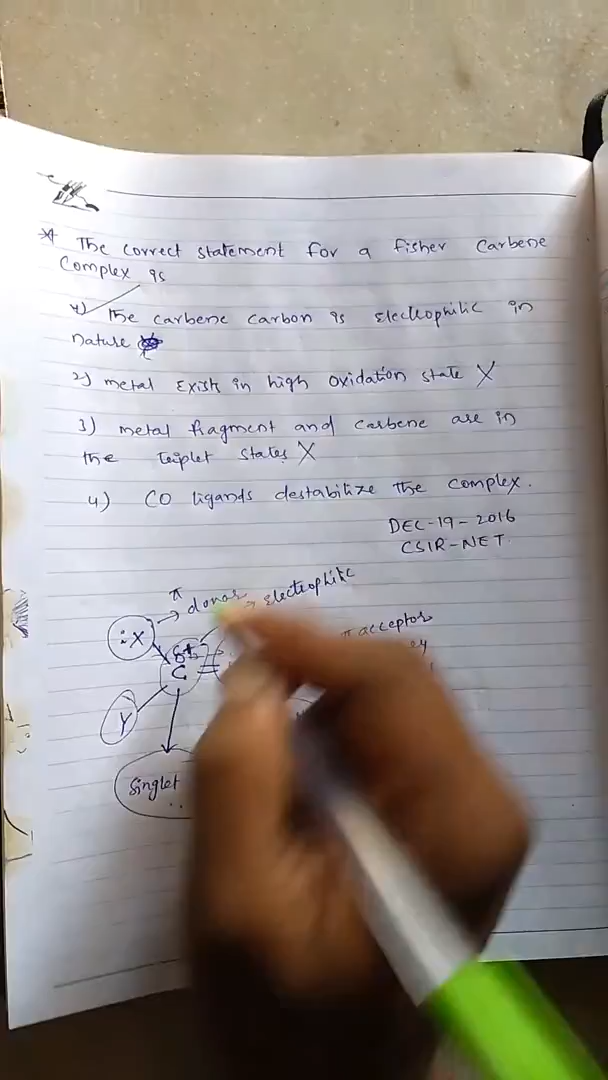 * The correct statement for a fisher carbene
complex is
1) The carbene carbon is electrophilic in
nature
2) metal Exists in high oxidation state X
3) metal fragment and carbene are in
the triplet states X
4) CO ligands destabilize the complex.
DEC-19-2016
CSIR-NET.
π donor electrophilic
:X π acceptor
δ+
C
Y
Singlet